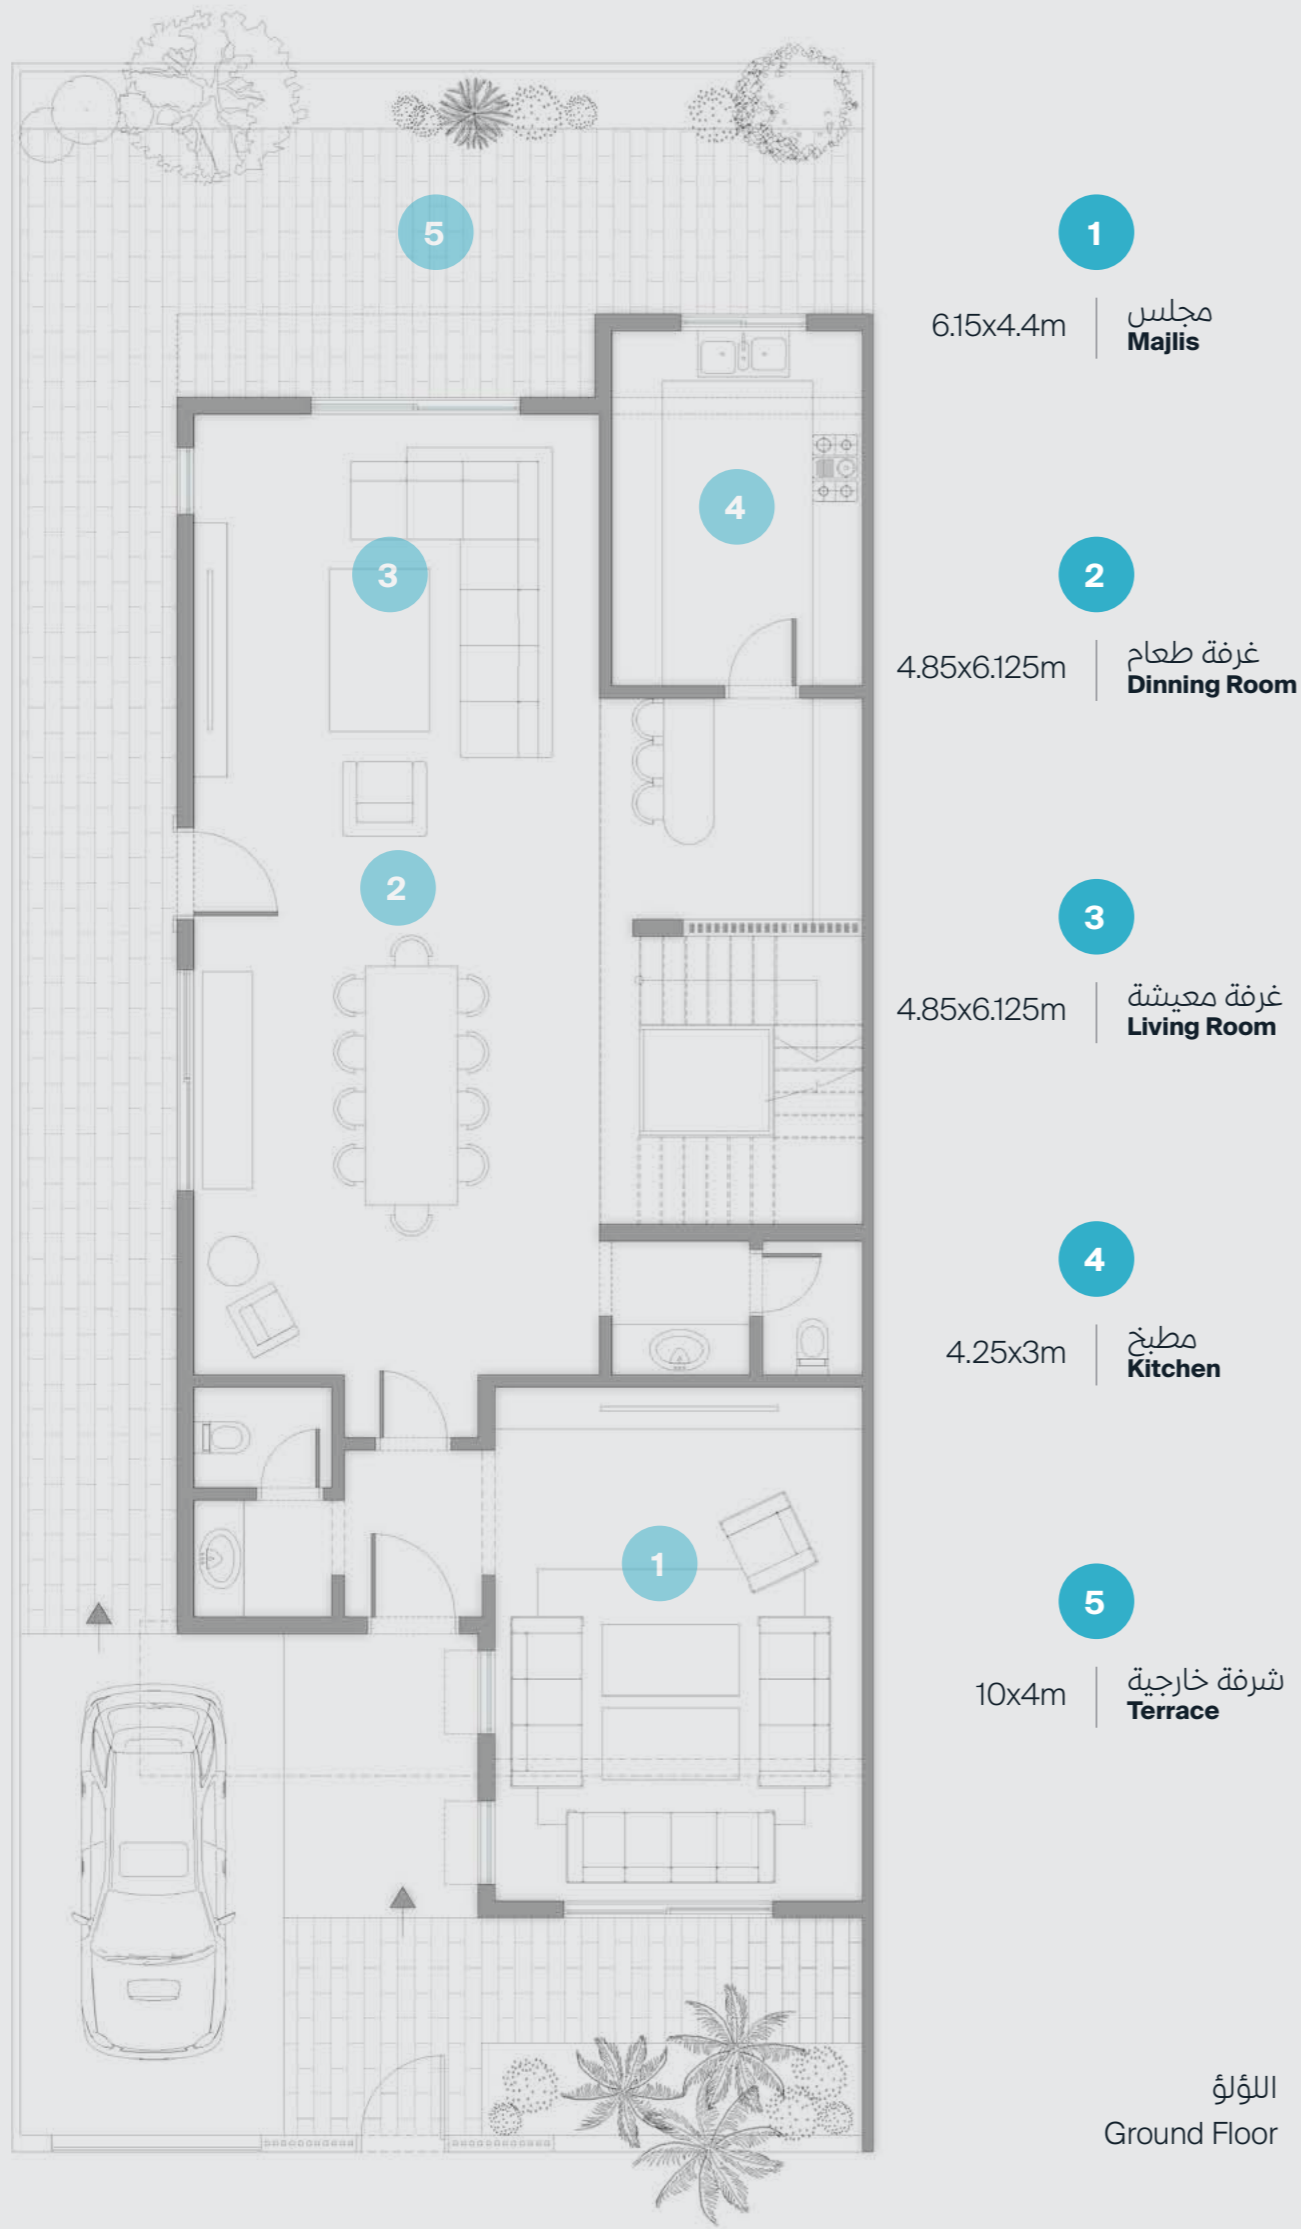 1
مجلس
6.15x4.4m
Majlis
2
غرفة طعام
4.85x6.125m
Dinning Room
3
غرفة معيشة
4.85x6.125m
Living Room
4
مطبخ
4.25x3m
Kitchen
5
شرفة خارجية
10x4m
Terrace
5
4
3
2
1
اللؤلؤ
Ground Floor